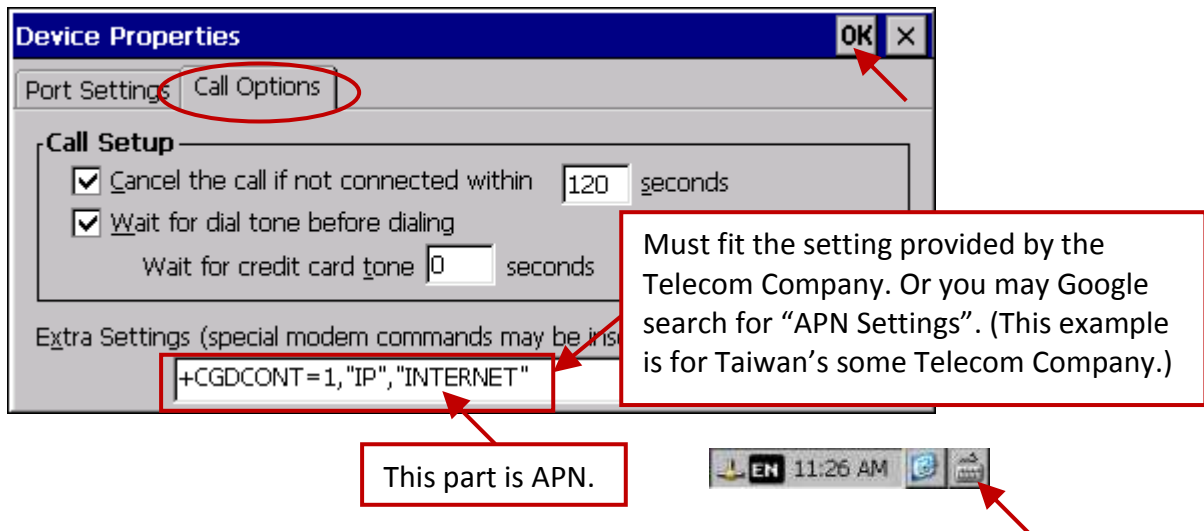 Device Properties
OK
Port Settings
Call Options
Call Setup
Cancel the call if not connected within 120 seconds
Wait for dial tone before dialing
Wait for credit card tone 0 seconds
Must fit the setting provided by the
Telecom Company. Or you may Google
search for “APN Settings”. (This example
is for Taiwan’s some Telecom Company.)
Extra Settings (special modem commands may be
+CGDCONT=1,"IP","INTERNET"
This part is APN.
EN 11:26 AM